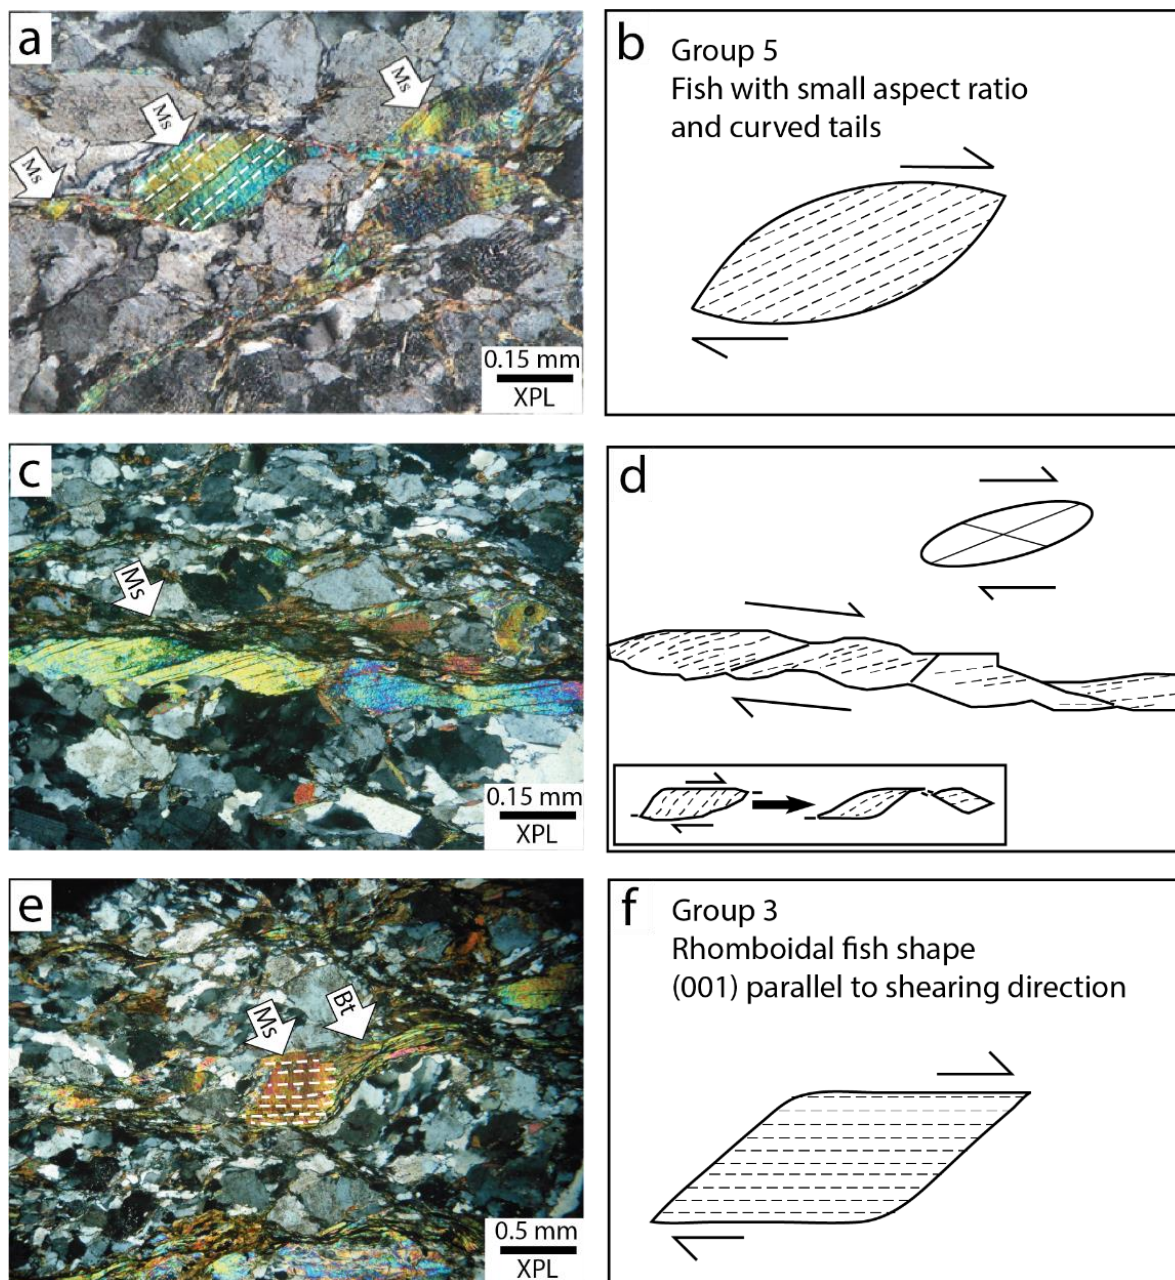 a
Ms
Ms
Ms
0.15 mm
XPL
b
Group 5
Fish with small aspect ratio
and curved tails
c
Ms
0.15 mm
XPL
d
e
Ms
Bt
0.5 mm
XPL
f
Group 3
Rhomboidal fish shape
(001) parallel to shearing direction